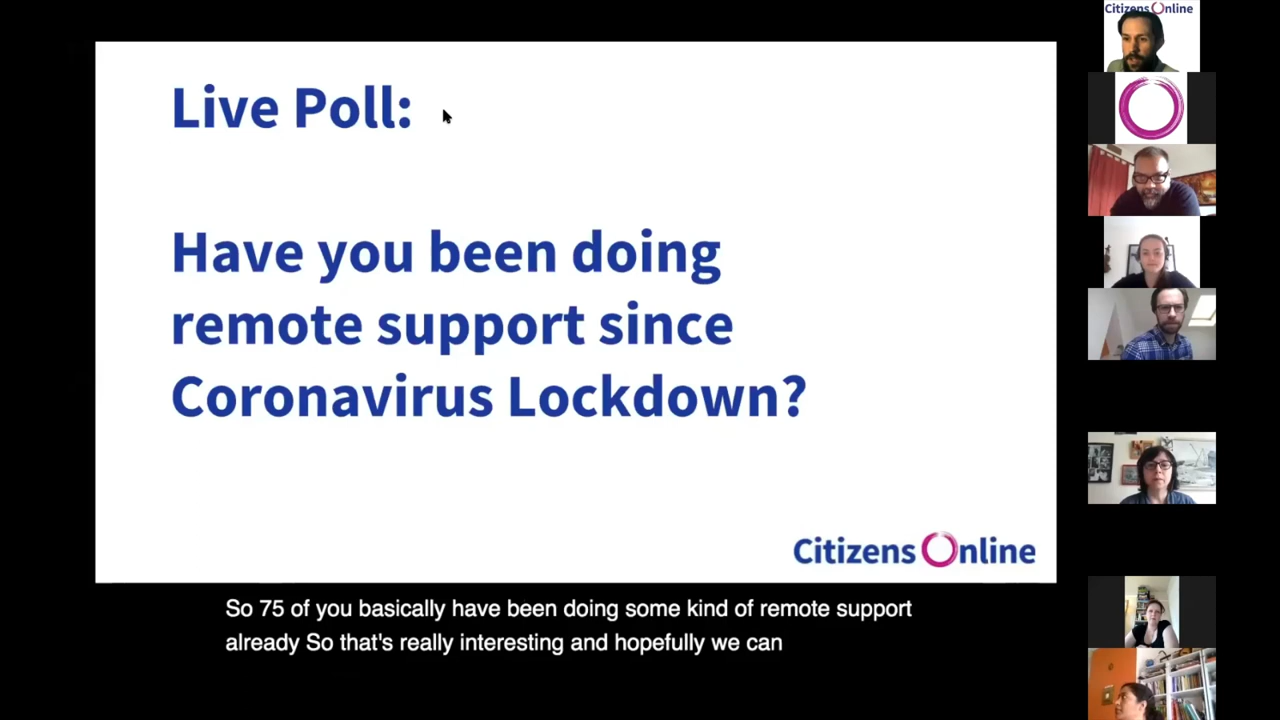 Citizens Online
Live Poll:
Have you been doing
remote support since
Coronavirus Lockdown?
Citizens Online
So 75 of you basically have been doing some kind of remote support
already So that's really interesting and hopefully we can